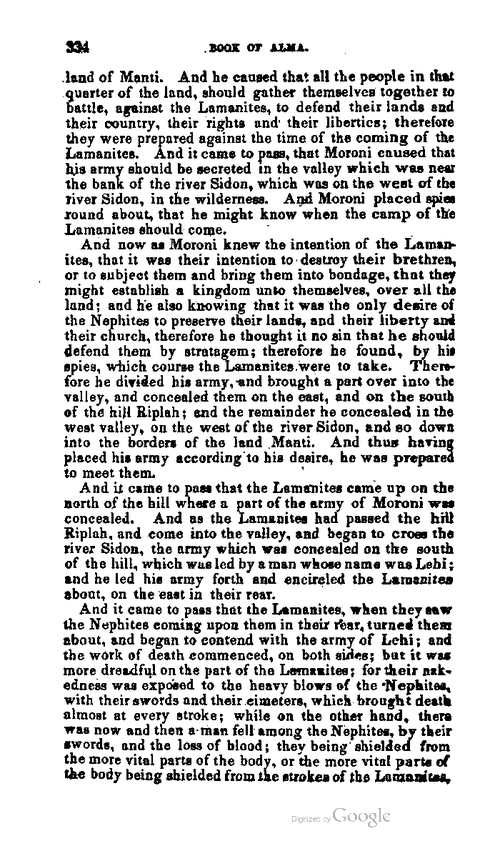 334 BOOK OF ALMA.
land of Manti. And he caused that all the people in that
quarter of the land, should gather themselves together to
battle, against the Lamanites, to defend their lands and
their country, their rights and their liberties; therefore
they were prepared against the time of the coming of the
Lamanites. And it came to pass, that Moroni caused that
his army should be secreted in the valley which was near
the bank of the river Sidon, which was on the west of the
river Sidon, in the wilderness. And Moroni placed spies
round about, that he might know when the camp of the
Lamanites should come.
And now as Moroni knew the intention of the Laman-
ites, that it was their intention to destroy their brethren,
or to subject them and bring them into bondage, that they
might establish a kingdom unto themselves, over all the
land; and he also knowing that it was the only desire of
the Nephites to preserve their lands, and their liberty and
their church, therefore he thought it no sin that he should
defend them by stratagem; therefore he found, by his
spies, which course the Lamanites were to take. There-
fore he divided his army, and brought a part over into the
valley, and concealed them on the east, and on the south
of the hill Riplah; and the remainder he concealed in the
west valley, on the west of the river Sidon, and so down
into the borders of the land Manti. And thus having
placed his army according to his desire, he was prepared
to meet them.
And it came to pass that the Lamanites came up on the
north of the hill where a part of the army of Moroni was
concealed. And as the Lamanites had passed the hill
Riplah, and come into the valley, and began to cross the
river Sidon, the army which was concealed on the south
of the hill, which was led by a man whose name was Lehi;
and he led his army forth and encircled the Lamanites
about, on the east in their rear.
And it came to pass that the Lamanites, when they saw
the Nephites coming upon them in their rear, turned them
about, and began to contend with the army of Lehi; and
the work of death commenced, on both sides; but it was
more dreadful on the part of the Lamanites; for their nak-
edness was exposed to the heavy blows of the Nephites,
with their swords and their cimeters, which brought death
almost at every stroke; while on the other hand, there
was now and then a man fell among the Nephites, by their
swords, and the loss of blood; they being shielded from
the more vital parts of the body, or the more vital parts of
the body being shielded from the strokes of the Lamanites,
Digitized by Google